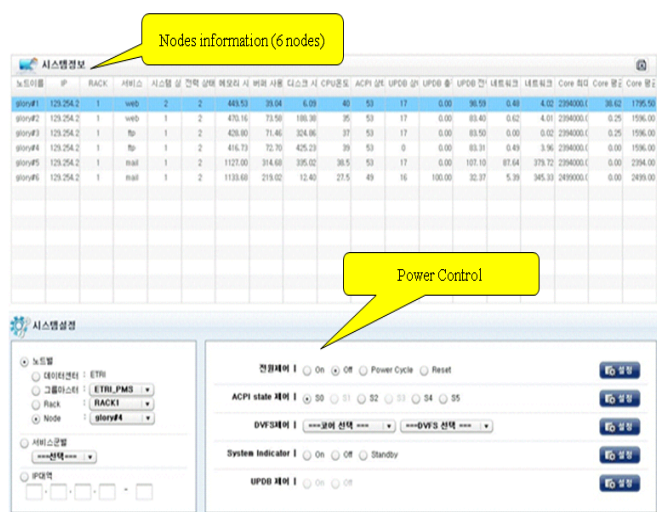 Nodes information (6 nodes)
시스템정보
노드이름 IP RACK 서비스 시스템 상 전력 상태 메모리 사 버퍼 사용 디스크 사 CPU온도 ACPI 상태 UPDB 상 UPDB 출 UPDB 전 네트워크 네트워크 Core 최대 Core 평균 Core 평균
glory#1 129.254.2 1 web 2 2 449.53 39.04 6.09 40 53 17 0.00 98.59 0.48 4.02 2394000.( 38.62 1795.50
glory#2 129.254.2 1 web 1 2 470.16 73.58 188.38 35 53 17 0.00 83.40 0.62 4.01 2394000.( 0.25 1596.00
glory#3 129.254.2 1 ftp 1 2 428.80 71.46 324.86 37 53 17 0.00 83.50 0.00 0.02 2394000.( 0.25 1596.00
glory#4 129.254.2 1 ftp 1 2 416.73 72.70 425.23 39 53 0 0.00 83.31 0.49 3.96 2394000.( 0.00 1596.00
glory#5 129.254.2 1 mail 1 2 1127.00 314.68 335.02 38.5 53 17 0.00 107.10 87.64 379.72 2394000.( 0.00 2394.00
glory#6 129.254.2 1 mail 1 2 1133.68 219.02 12.40 27.5 49 16 100.00 32.37 5.39 345.33 2499000.( 0.00 2499.00
Power Control
시스템설정
노드별
데이터센터 : ETRI
그룹마스터 : ETRI_PMS
Rack : RACK1
Node : glory#4
서비스군별
===선택===
IP대역
전원제어 | On Off Power Cycle Reset 설정
ACPI state 제어 | S0 S1 S2 S3 S4 S5 설정
DVFS제어 | ===코어 선택 === ===DVFS 선택 === 설정
System Indicator | On Off Standby 설정
UPDB 제어 | On Off 설정